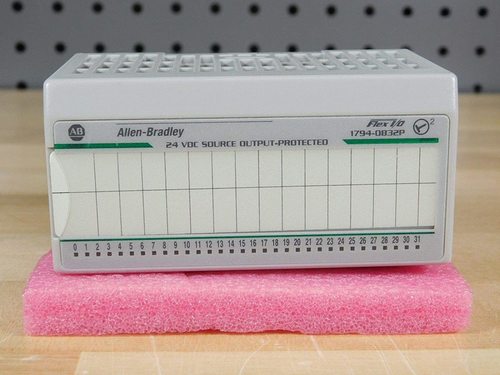 AB Allen-Bradley Flex I/O 2
1794-OB32P
24 VDC SOURCE OUTPUT-PROTECTED
0 1 2 3 4 5 6 7 8 9 10 11 12 13 14 15 16 17 18 19 20 21 22 23 24 25 26 27 28 29 30 31